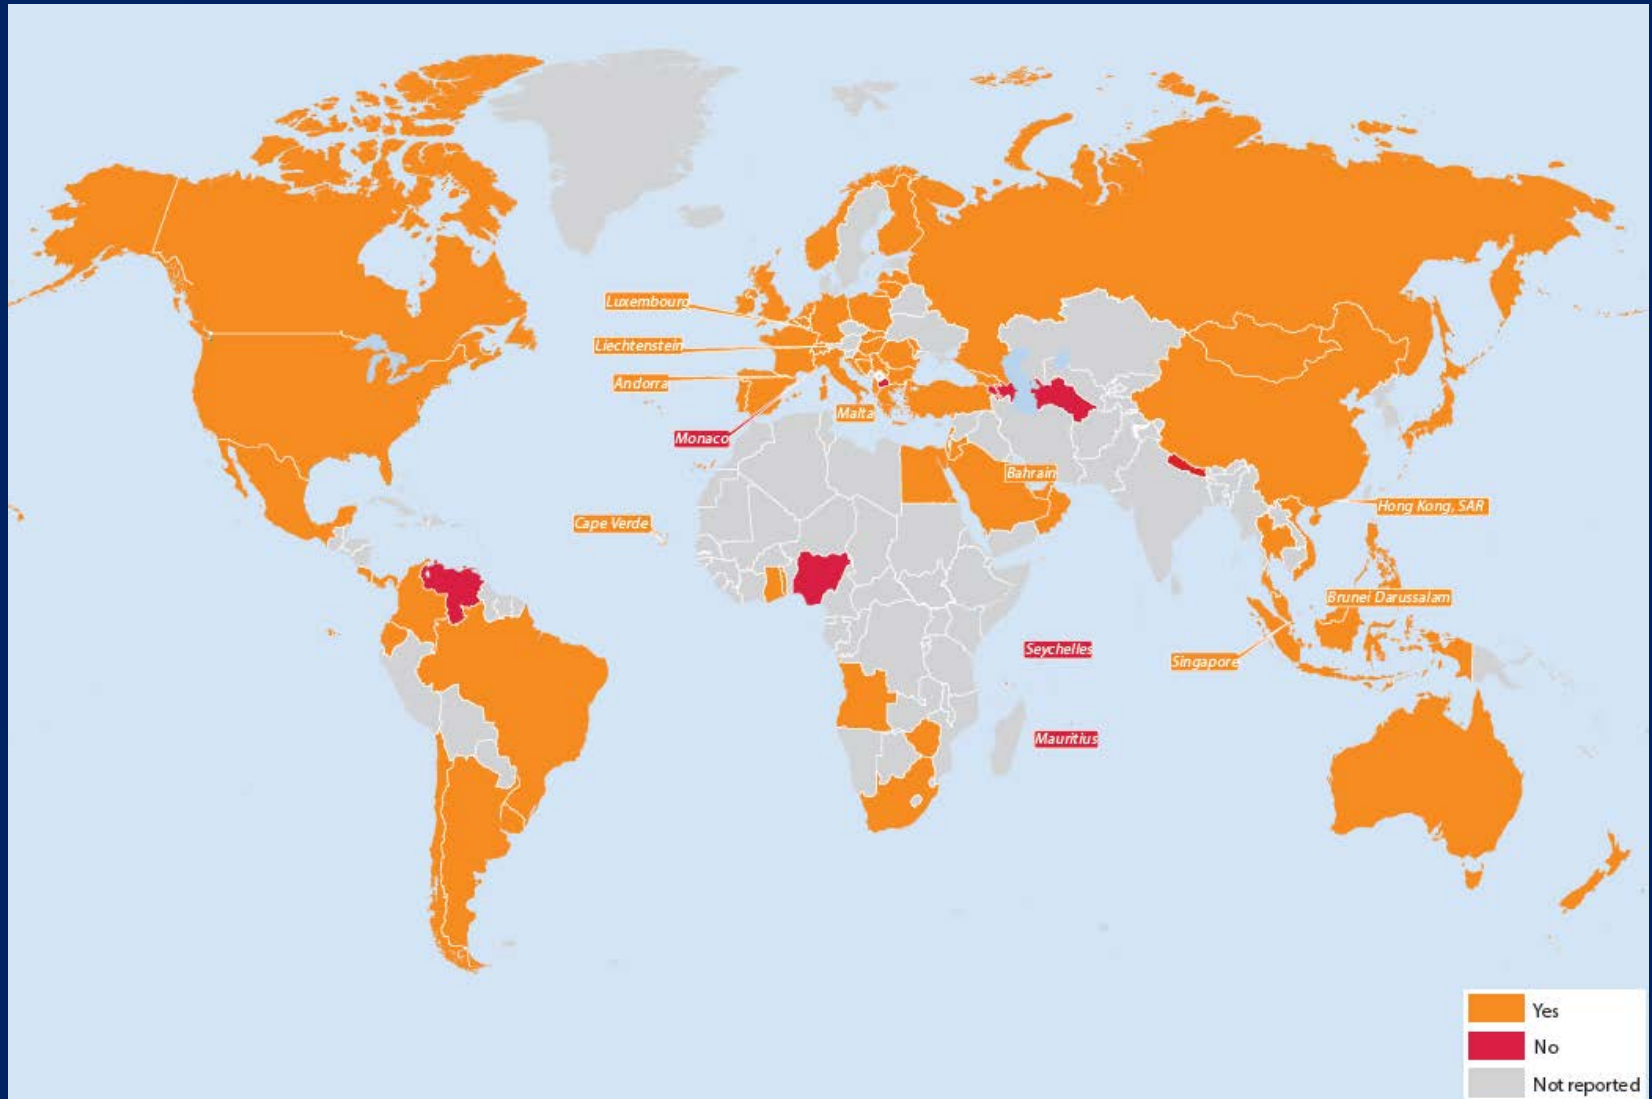 Luxembourg
Liechtenstein
Andorra
Malta
Monaco
Bahrain
Hong Kong, SAR
Cape Verde
Brunei Darussalam
Seychelles
Singapore
Mauritius
Yes
No
Not reported